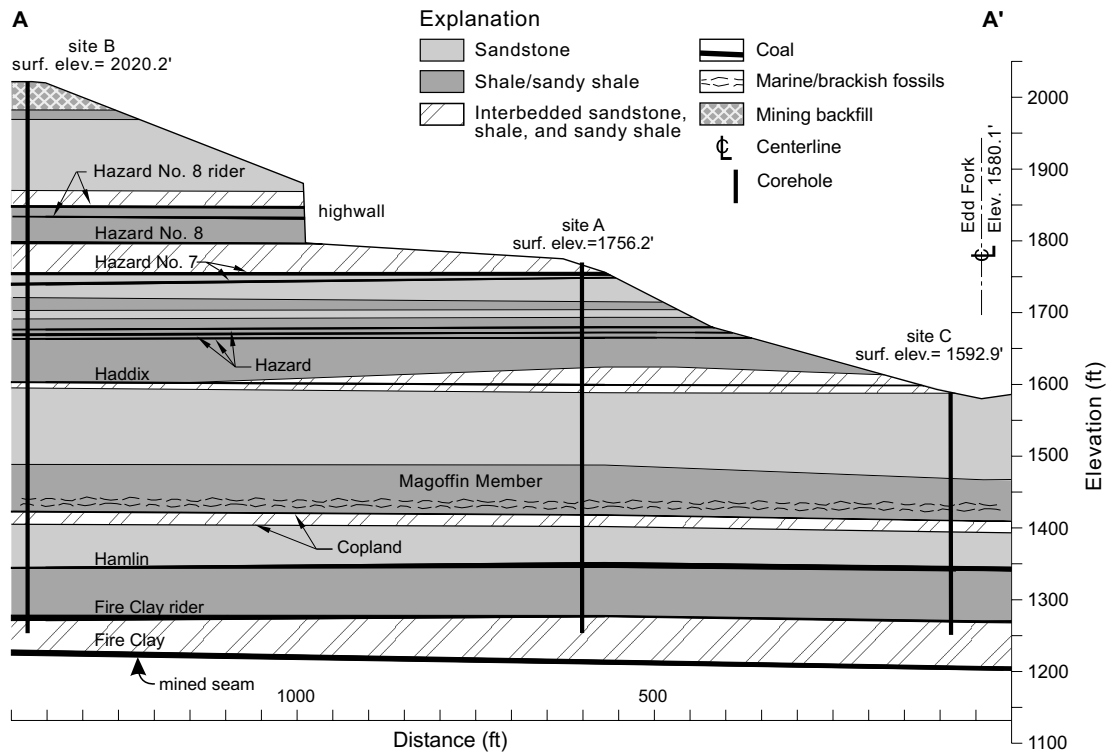 A
A'
Explanation
Sandstone
Shale/sandy shale
Interbedded sandstone,
shale, and sandy shale
Coal
Marine/brackish fossils
Mining backfill
Centerline
Corehole
site B
surf. elev.= 2020.2'
Hazard No. 8 rider
highwall
Hazard No. 8
Hazard No. 7
site A
surf. elev.=1756.2'
Edd Fork
Elev. 1580.1'
Hazard
Haddix
site C
surf. elev.= 1592.9'
Magoffin Member
Copland
Hamlin
Fire Clay rider
Fire Clay
mined seam
2000
1900
1800
1700
1600
1500
1400
1300
1200
1100
Elevation (ft)
1000
500
Distance (ft)